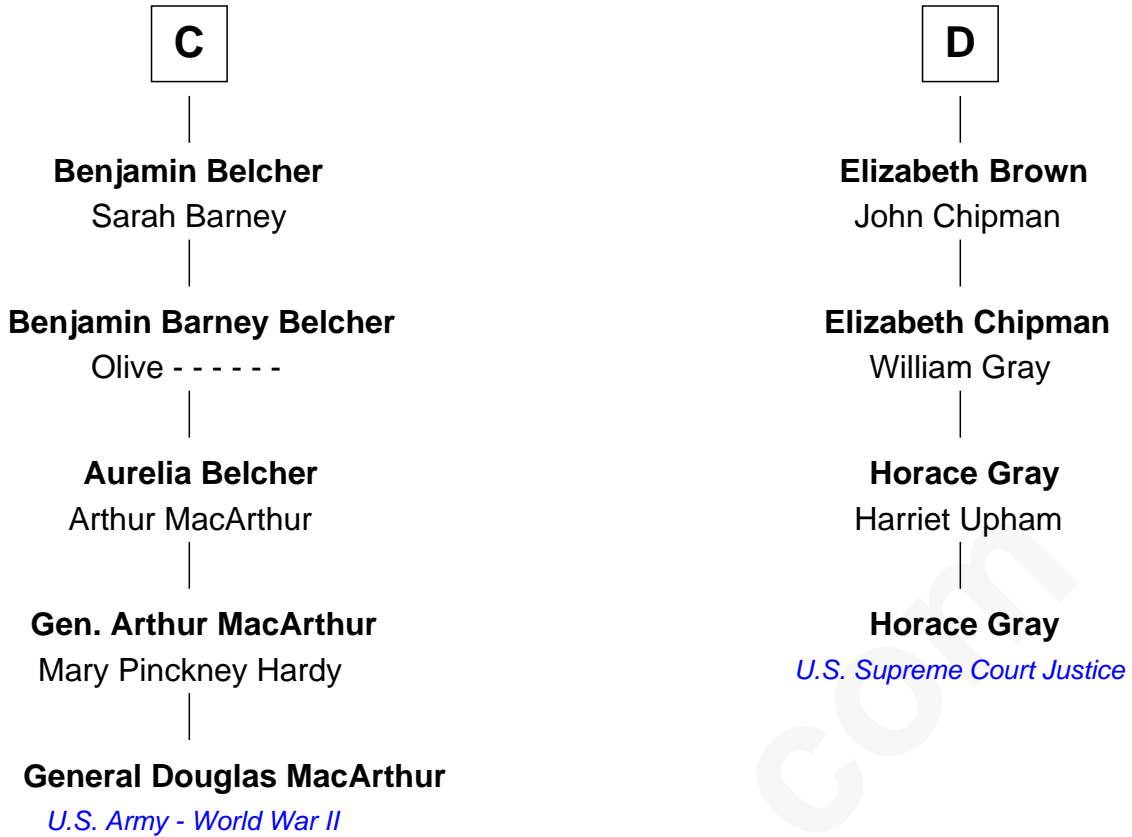 C
Benjamin Belcher
Sarah Barney
Benjamin Barney Belcher
Olive - - - - - -
Aurelia Belcher
Arthur MacArthur
Gen. Arthur MacArthur
Mary Pinckney Hardy
General Douglas MacArthur
U.S. Army - World War II
D
Elizabeth Brown
John Chipman
Elizabeth Chipman
William Gray
Horace Gray
Harriet Upham
Horace Gray
U.S. Supreme Court Justice
com